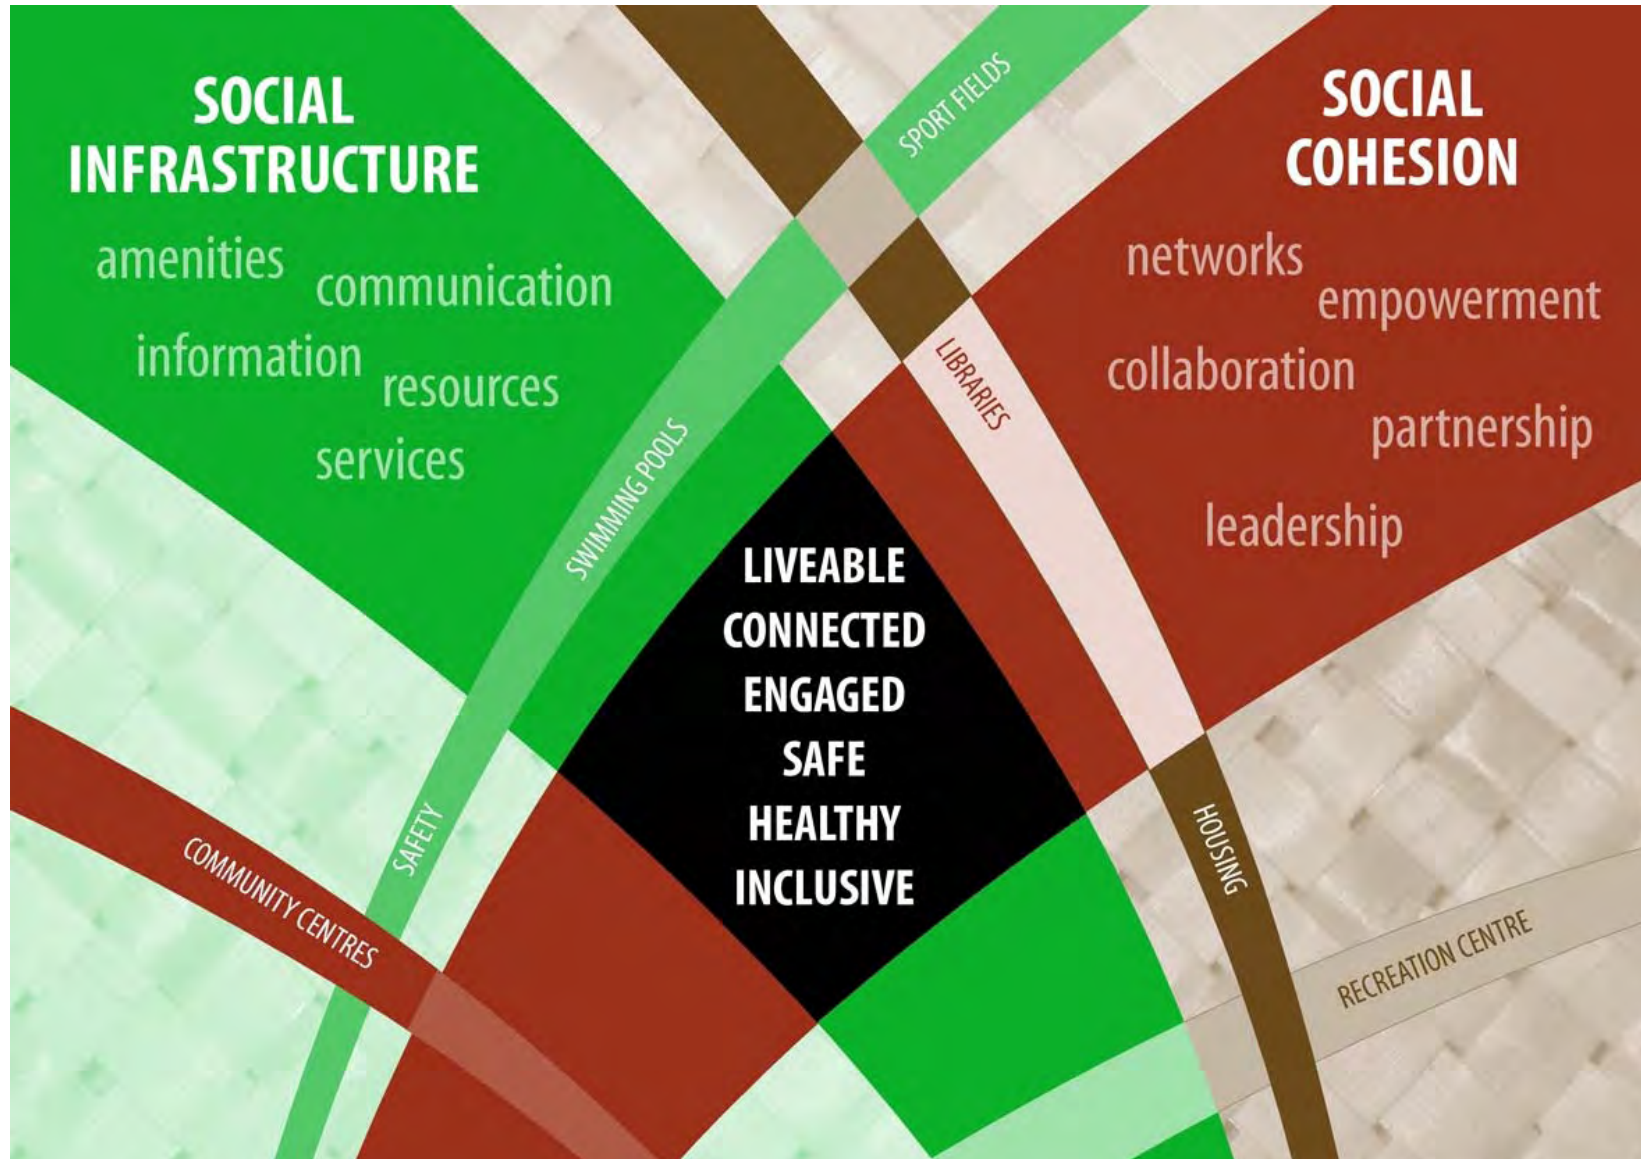 SOCIAL
INFRASTRUCTURE
amenities
communication
information
resources
services
SPORT FIELDS
SOCIAL
COHESION
networks
empowerment
collaboration
partnership
leadership
LIBRARIES
SWIMMING POOLS
LIVEABLE
CONNECTED
ENGAGED
SAFE
HEALTHY
INCLUSIVE
SAFETY
COMMUNITY CENTRES
HOUSING
RECREATION CENTRE